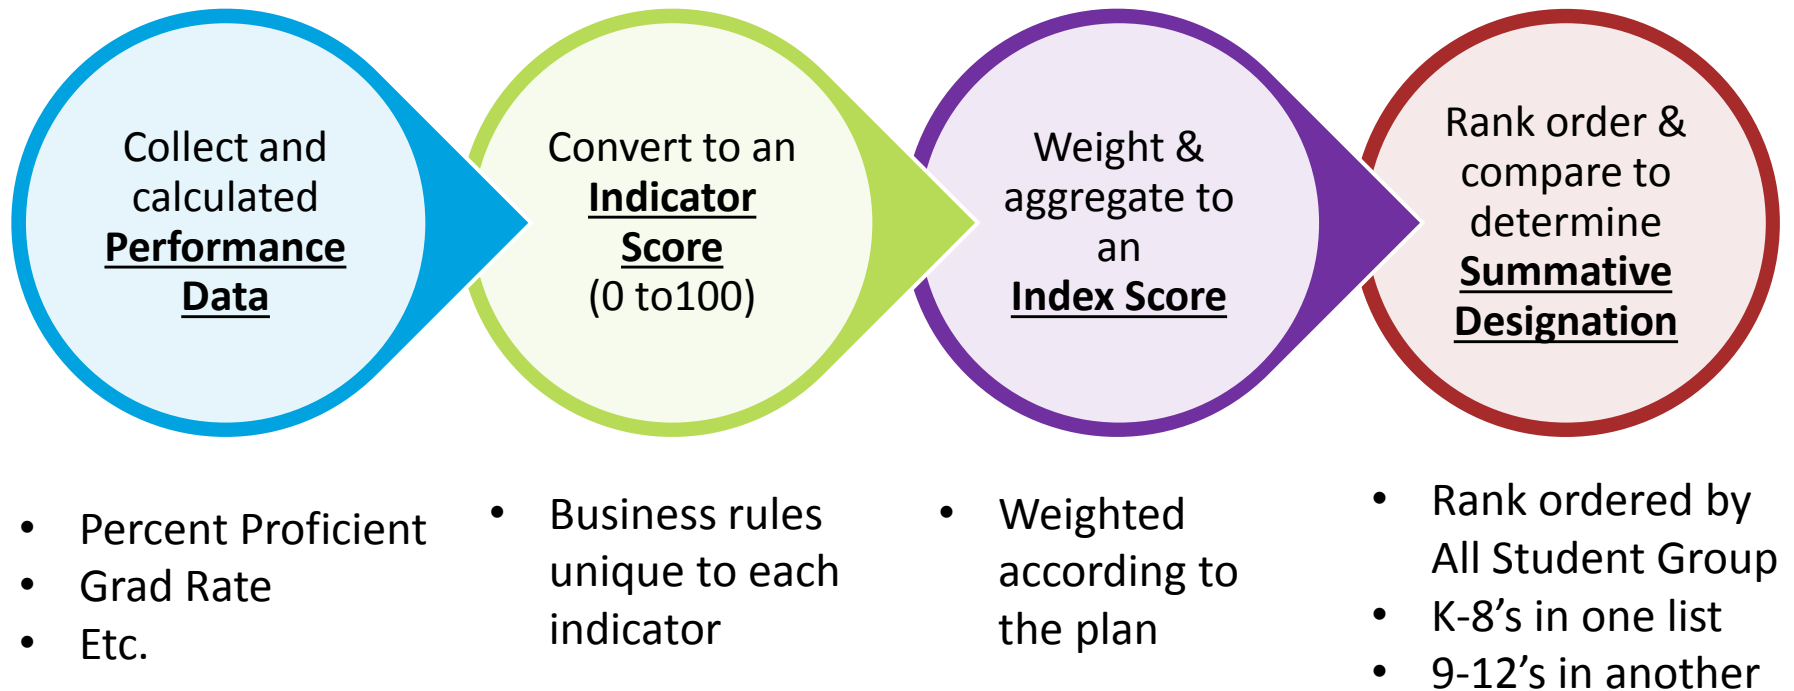 Collect and
calculated
Performance
Data
Convert to an
Indicator
Score
(0 to100)
Weight &
aggregate to
an
Index Score
Rank order &
compare to
determine
Summative
Designation
• Percent Proficient
• Grad Rate
• Etc.
• Business rules
unique to each
indicator
• Weighted
according to
the plan
• Rank ordered by
All Student Group
• K-8’s in one list
• 9-12’s in another